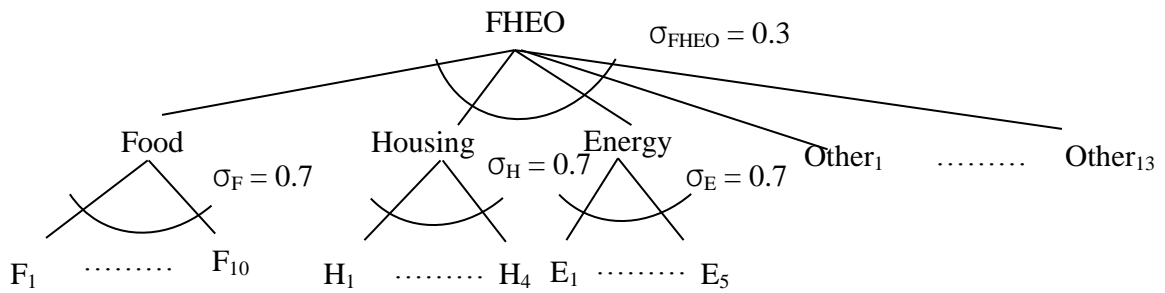 FHEO
σFHEO = 0.3
Food Housing Energy Other1 ......... Other13
σF = 0.7 σH = 0.7 σE = 0.7
F1 ......... F10 H1 ......... H4 E1 ......... E5